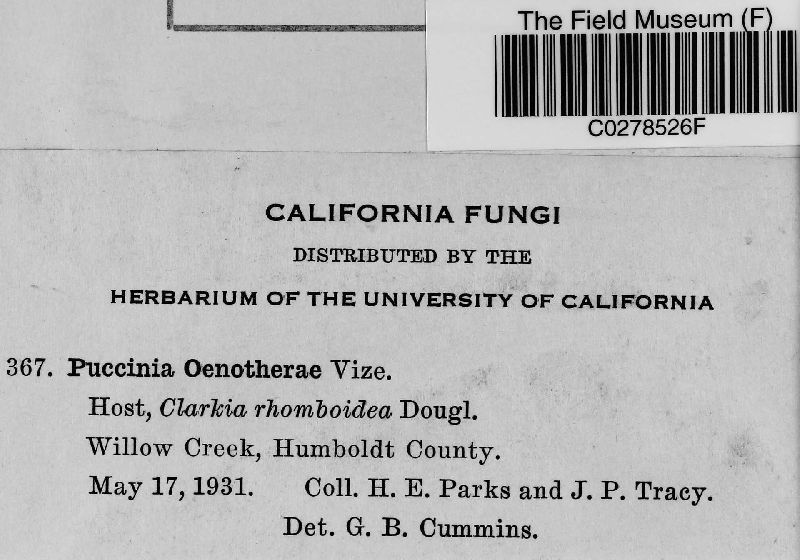 The Field Museum (F)
C0278526F
CALIFORNIA FUNGI
DISTRIBUTED BY THE
HERBARIUM OF THE UNIVERSITY OF CALIFORNIA
367. Puccinia Oenotherae Vize.
Host, Clarkia rhomboidea Dougl.
Willow Creek, Humboldt County.
May 17, 1931. Coll. H. E. Parks and J. P. Tracy.
Det. G. B. Cummins.